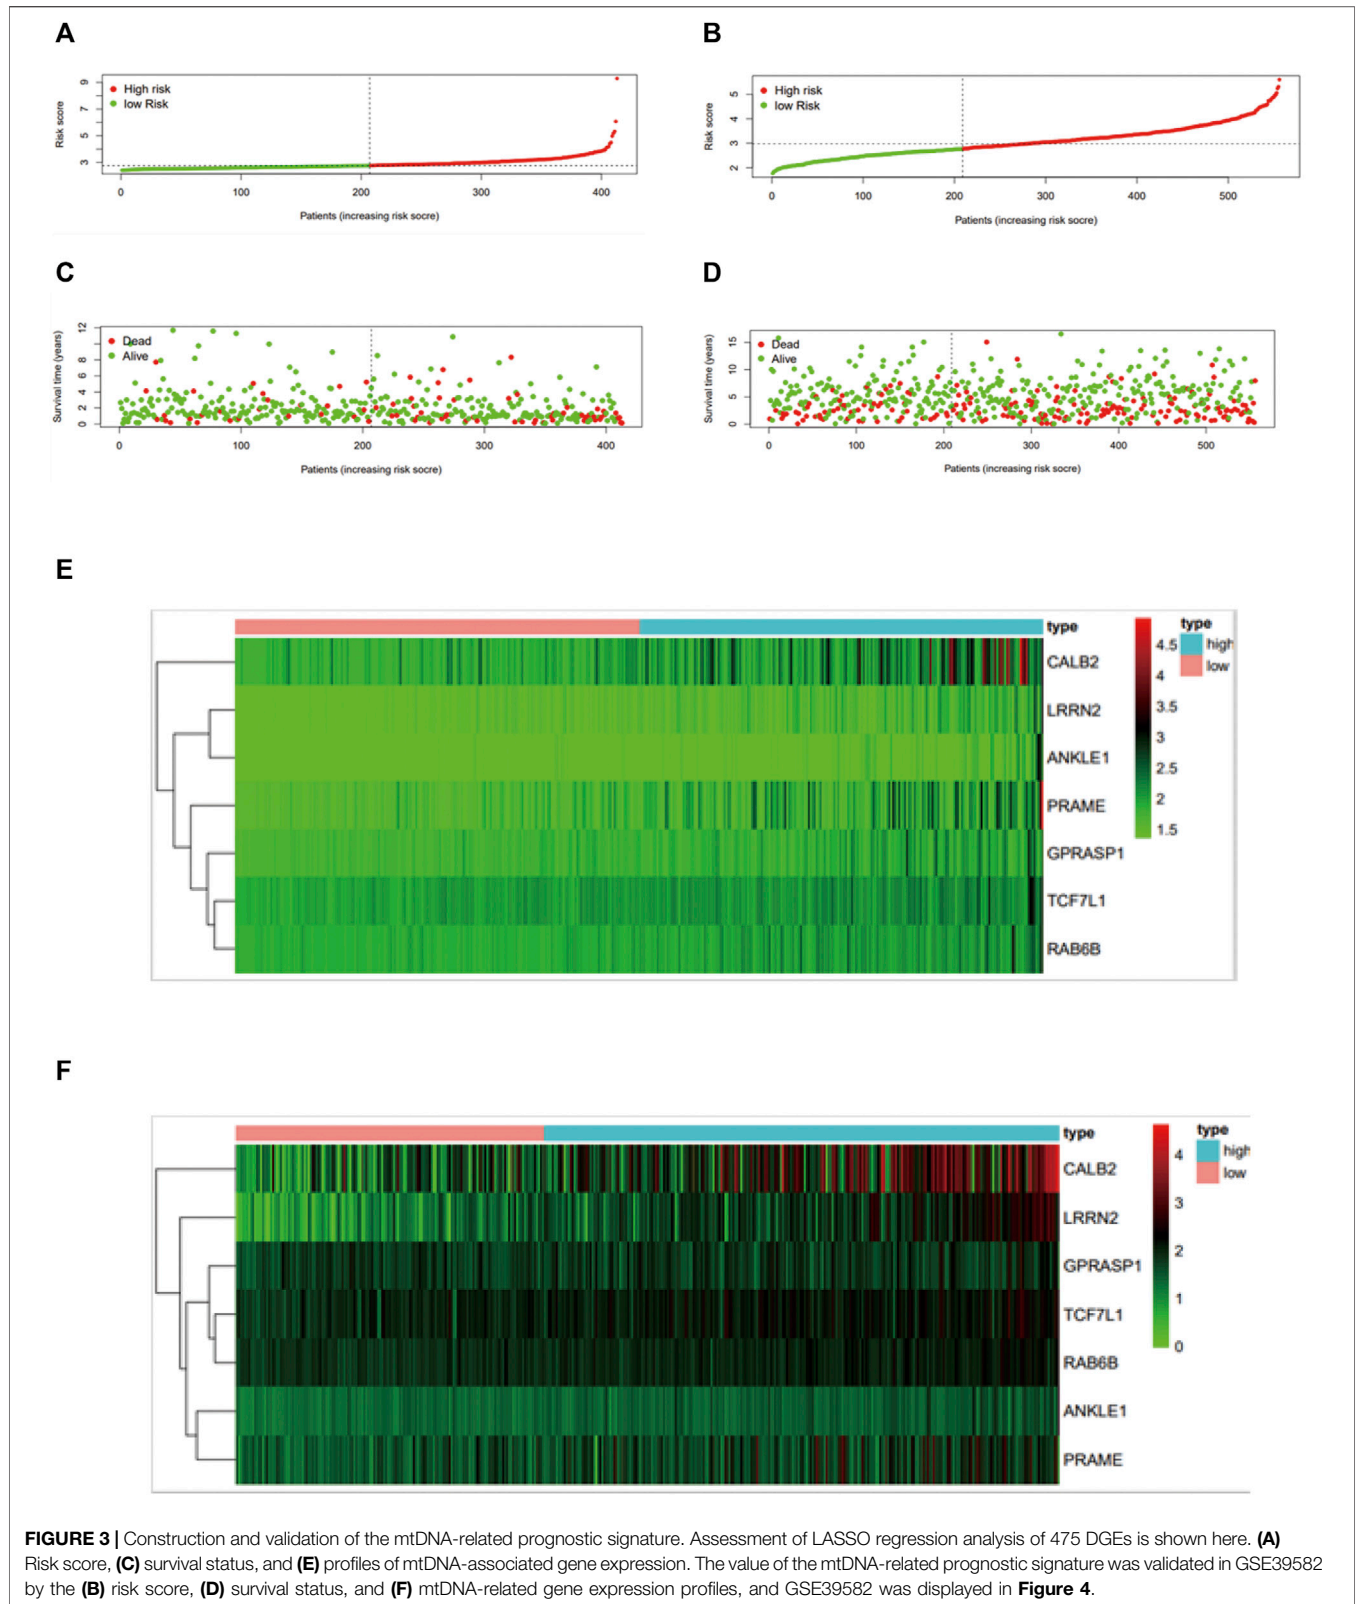 A
B
9
7
5
3
Risk score
High risk
low Risk
0 100 200 300 400
Patients (increasing risk socre)
5
4
3
2
Risk score
High risk
low Risk
0 100 200 300 400 500
Patients (increasing risk socre)
C
D
12
8
6
4
2
0
Survival time (years)
Dead
Alive
0 100 200 300 400
Patients (increasing risk socre)
15
10
5
0
Survival time (years)
Dead
Alive
0 100 200 300 400 500
Patients (increasing risk socre)
E
type
CALB2
LRRN2
ANKLE1
PRAME
GPRASP1
TCF7L1
RAB6B
4.5
4
3.5
3
2.5
2
1.5
type
high
low
F
type
CALB2
LRRN2
GPRASP1
TCF7L1
RAB6B
ANKLE1
PRAME
4
3
2
1
0
type
high
low
FIGURE 3 | Construction and validation of the mtDNA-related prognostic signature. Assessment of LASSO regression analysis of 475 DGEs is shown here. (A)
Risk score, (C) survival status, and (E) profiles of mtDNA-associated gene expression. The value of the mtDNA-related prognostic signature was validated in GSE39582
by the (B) risk score, (D) survival status, and (F) mtDNA-related gene expression profiles, and GSE39582 was displayed in Figure 4.